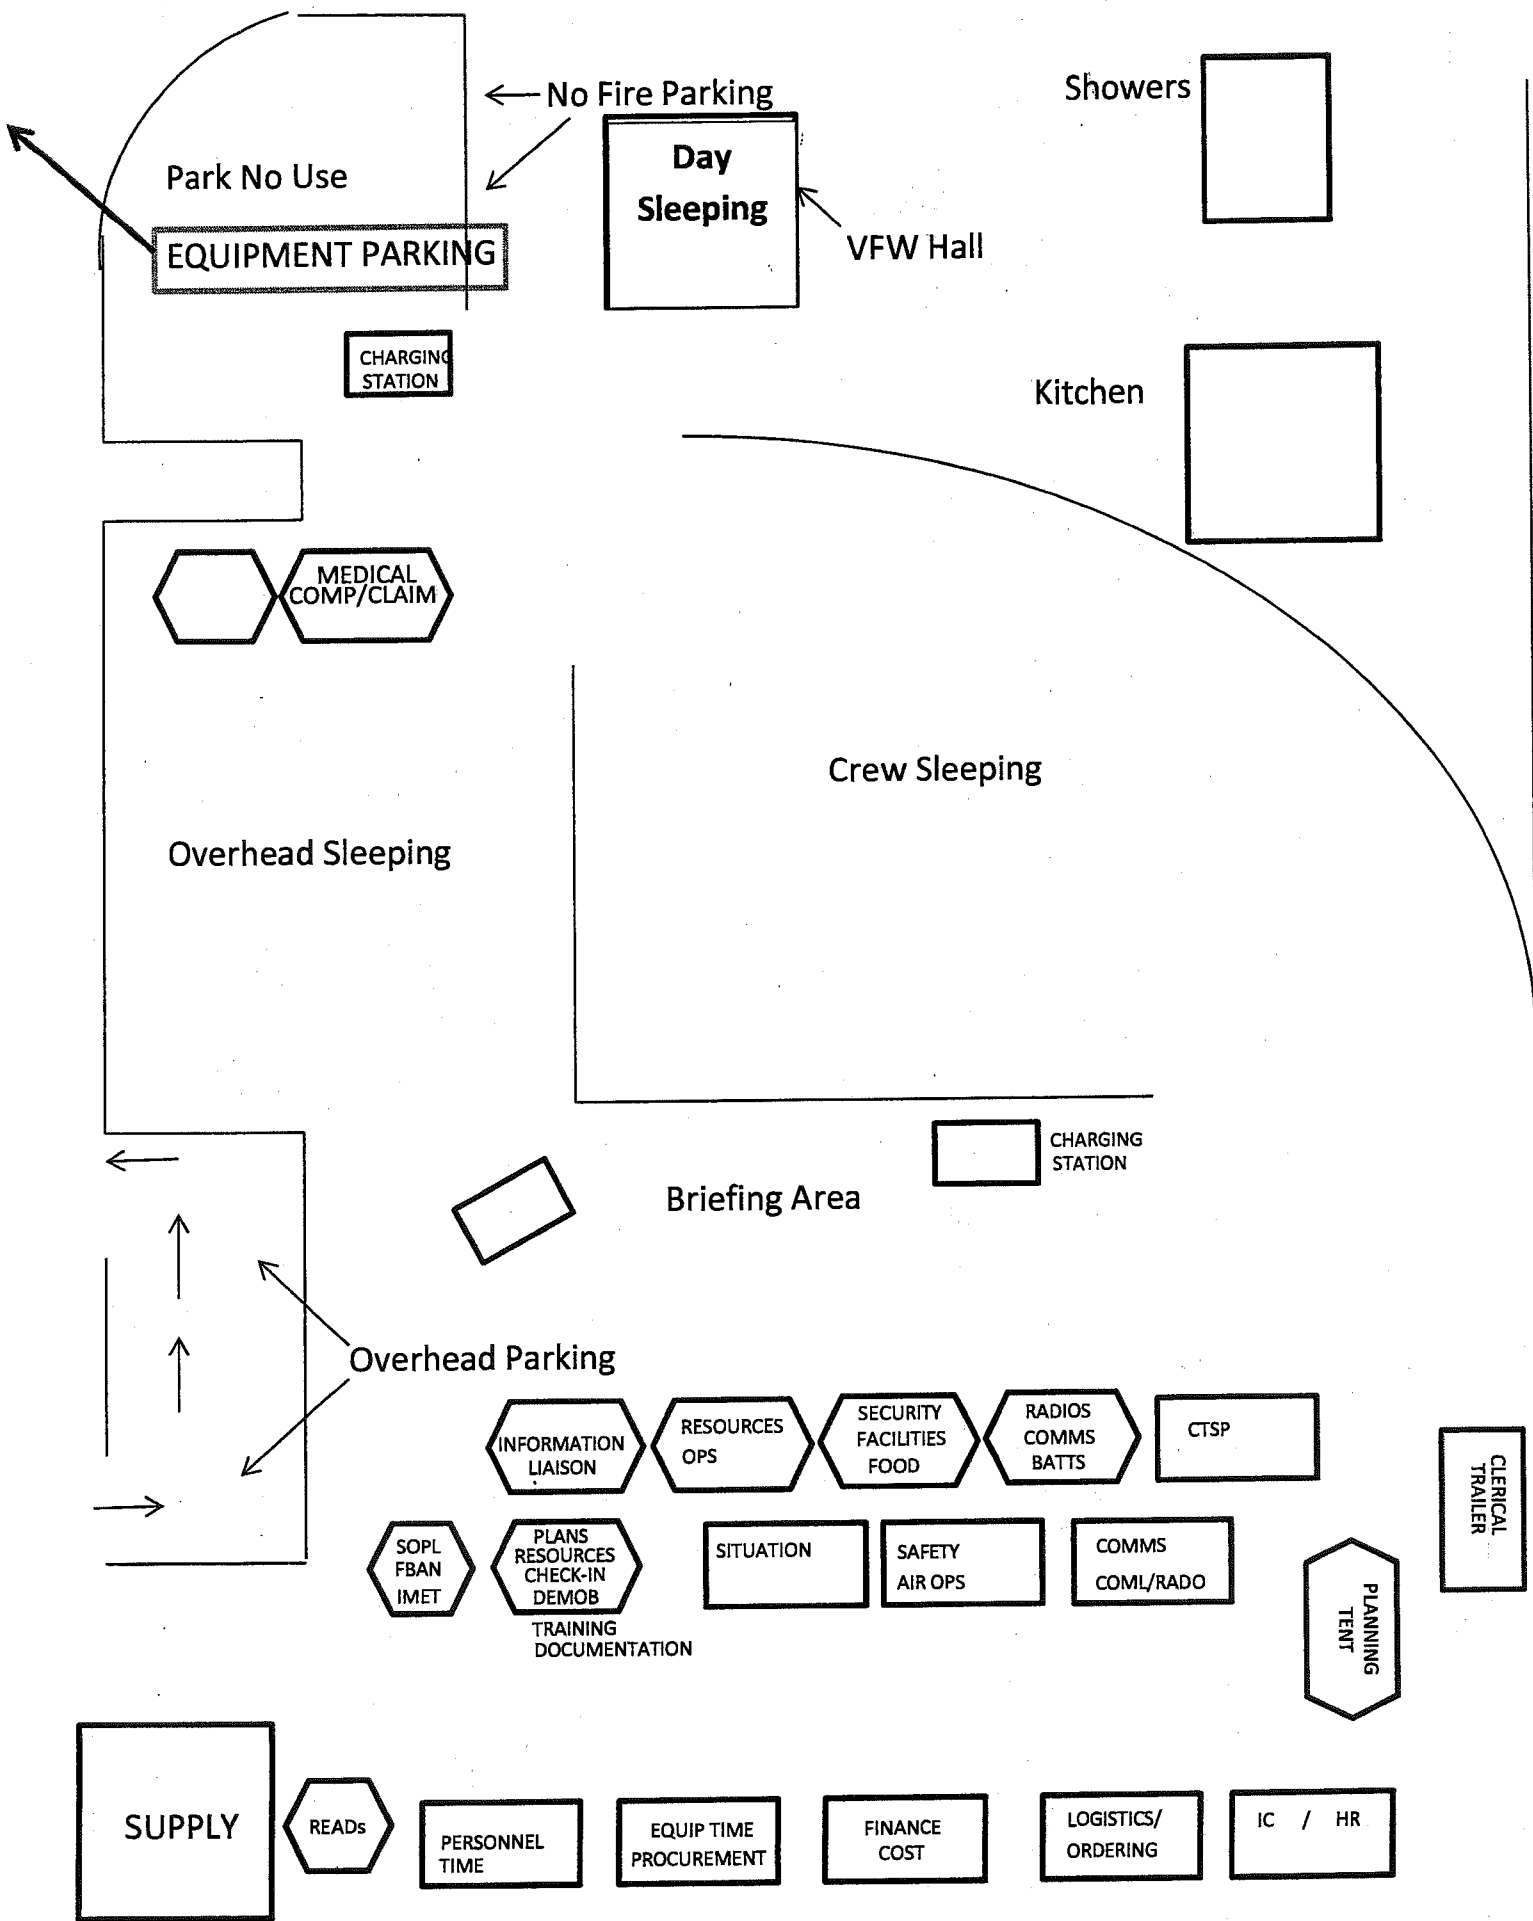 No Fire Parking
Showers
Park No Use
Day
Sleeping
EQUIPMENT PARKING
VFW Hall
CHARGING
STATION
Kitchen
MEDICAL
COMP/CLAIM
Crew Sleeping
Overhead Sleeping
CHARGING
STATION
Briefing Area
Overhead Parking
INFORMATION
LIAISON
RESOURCES
OPS
SECURITY
FACILITIES
FOOD
RADIOS
COMMS
BATTS
CTSP
CLERICAL
TRAILER
SOPL
FBAN
IMET
PLANS
RESOURCES
CHECK-IN
DEMOB
TRAINING
DOCUMENTATION
SITUATION
SAFETY
AIR OPS
COMMS
COML/RADO
PLANNING
TENT
SUPPLY
READs
PERSONNEL
TIME
EQUIP TIME
PROCUREMENT
FINANCE
COST
LOGISTICS/
ORDERING
IC / HR